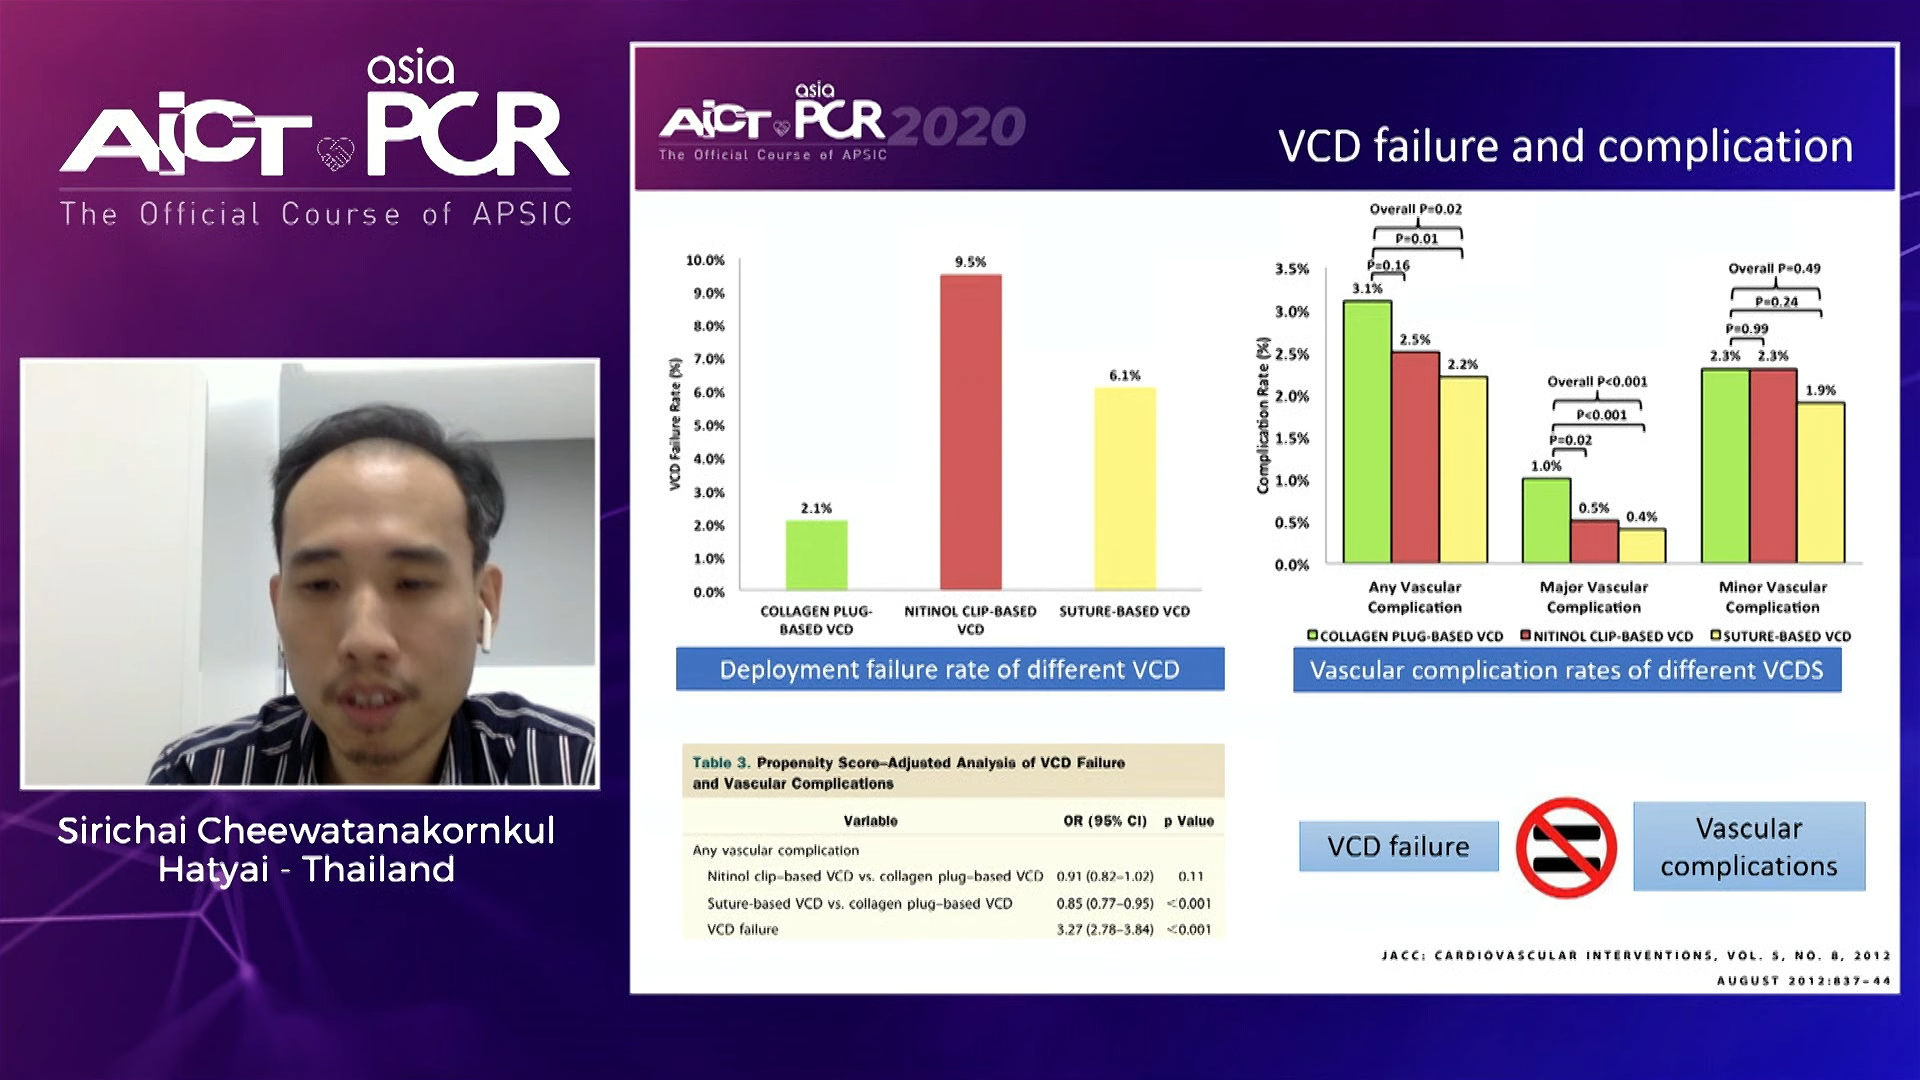 asia
AICT PCR
The Official Course of APSIC
Sirichai Cheewatanakornkul
Hatyai - Thailand
asia
AICT PCR 2020
The Official Course of APSIC
VCD failure and complication
VCD Failure Rate (%)
10.0%
9.0%
8.0%
7.0%
6.0%
5.0%
4.0%
3.0%
2.0%
1.0%
0.0%
2.1%
9.5%
6.1%
COLLAGEN PLUG-
BASED VCD
NITINOL CLIP-BASED
VCD
SUTURE-BASED VCD
Deployment failure rate of different VCD
Complication Rate (%)
3.5%
3.0%
2.5%
2.0%
1.5%
1.0%
0.5%
0.0%
Overall P=0.02
P=0.01
P=0.16
3.1%
2.5%
2.2%
Overall P<0.001
P<0.001
P=0.02
1.0%
0.5%
0.4%
Overall P=0.49
P=0.24
P=0.99
2.3%
2.3%
1.9%
Any Vascular
Complication
Major Vascular
Complication
Minor Vascular
Complication
COLLAGEN PLUG-BASED VCD
NITINOL CLIP-BASED VCD
SUTURE-BASED VCD
Vascular complication rates of different VCDS
Table 3. Propensity Score–Adjusted Analysis of VCD Failure
and Vascular Complications
Variable OR (95% CI) p Value
Any vascular complication
Nitinol clip–based VCD vs. collagen plug–based VCD 0.91 (0.82–1.02) 0.11
Suture-based VCD vs. collagen plug–based VCD 0.85 (0.77–0.95) <0.001
VCD failure 3.27 (2.78–3.84) <0.001
VCD failure
Vascular
complications
JACC: CARDIOVASCULAR INTERVENTIONS, VOL. 5, NO. 8, 2012
AUGUST 2012:837–44